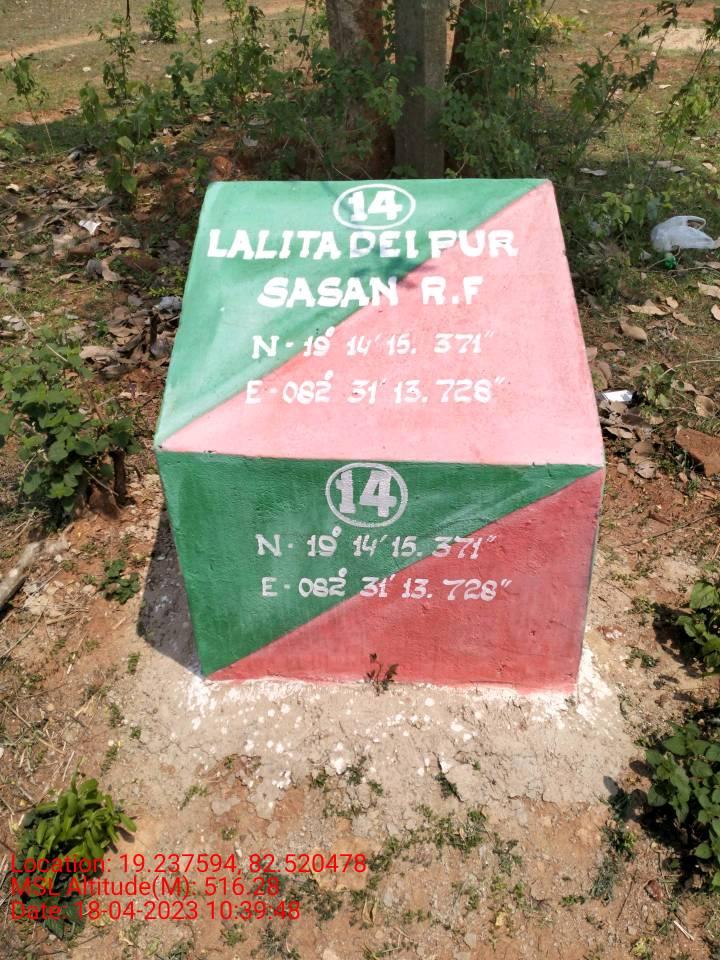 14
LALITA DEI PUR
SASAN R.F
N - 19° 14' 15. 371"
E - 082° 31' 13. 728"
14
N - 19° 14' 15. 371"
E - 082° 31' 13. 728"
Location: 19.237594, 82.520478
MSL Altitude(M): 516.28
Date: 18-04-2023 10:39:48